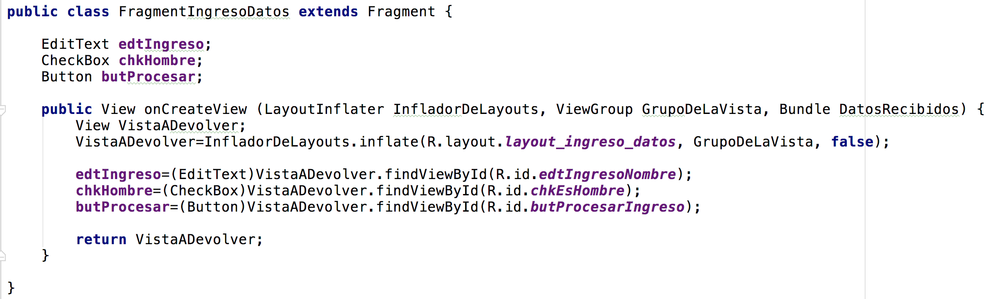 public class FragmentIngresoDatos extends Fragment {
EditText edtIngreso;
CheckBox chkHombre;
Button butProcesar;
public View onCreateView (LayoutInflater InfladorDeLayouts, ViewGroup GrupoDeLaVista, Bundle DatosRecibidos) {
View VistaADevolver;
VistaADevolver=InfladorDeLayouts.inflate(R.layout.layout_ingreso_datos, GrupoDeLaVista, false);
edtIngreso=(EditText)VistaADevolver.findViewById(R.id.edtIngresoNombre);
chkHombre=(CheckBox)VistaADevolver.findViewById(R.id.chkEsHombre);
butProcesar=(Button)VistaADevolver.findViewById(R.id.butProcesarIngreso);
return VistaADevolver;
}
}